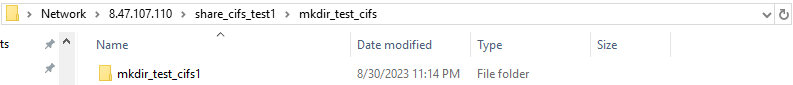 Network > 8.47.107.110 > share_cifs_test1 > mkdir_test_cifs
ts Name Date modified Type Size
mkdir_test_cifs1 8/30/2023 11:14 PM File folder